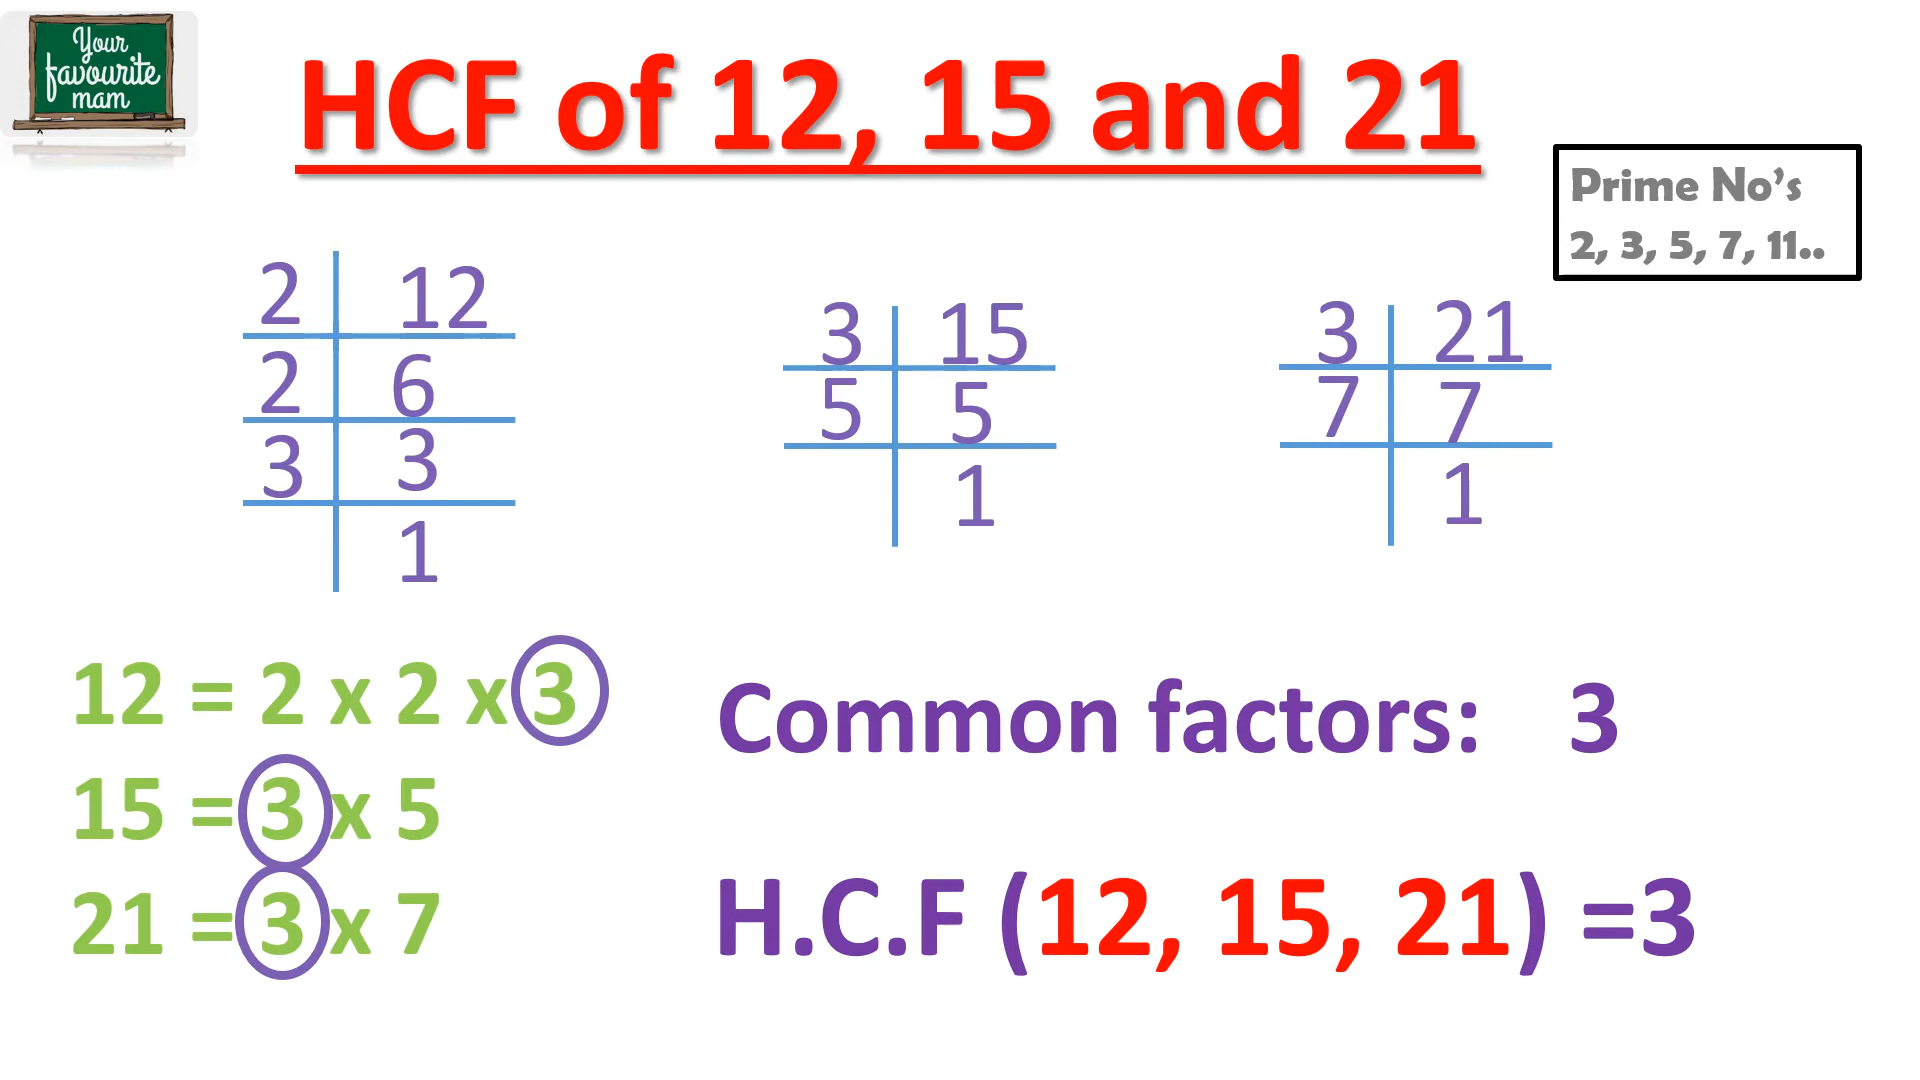 Your
favourite
mam
HCF of 12, 15 and 21
Prime No's
2, 3, 5, 7, 11..
2 12
2 6
3 3
1
3 15
5 5
1
3 21
7 7
1
12 = 2 x 2 x 3
15 = 3 x 5
21 = 3 x 7
Common factors: 3
H.C.F (12, 15, 21) =3